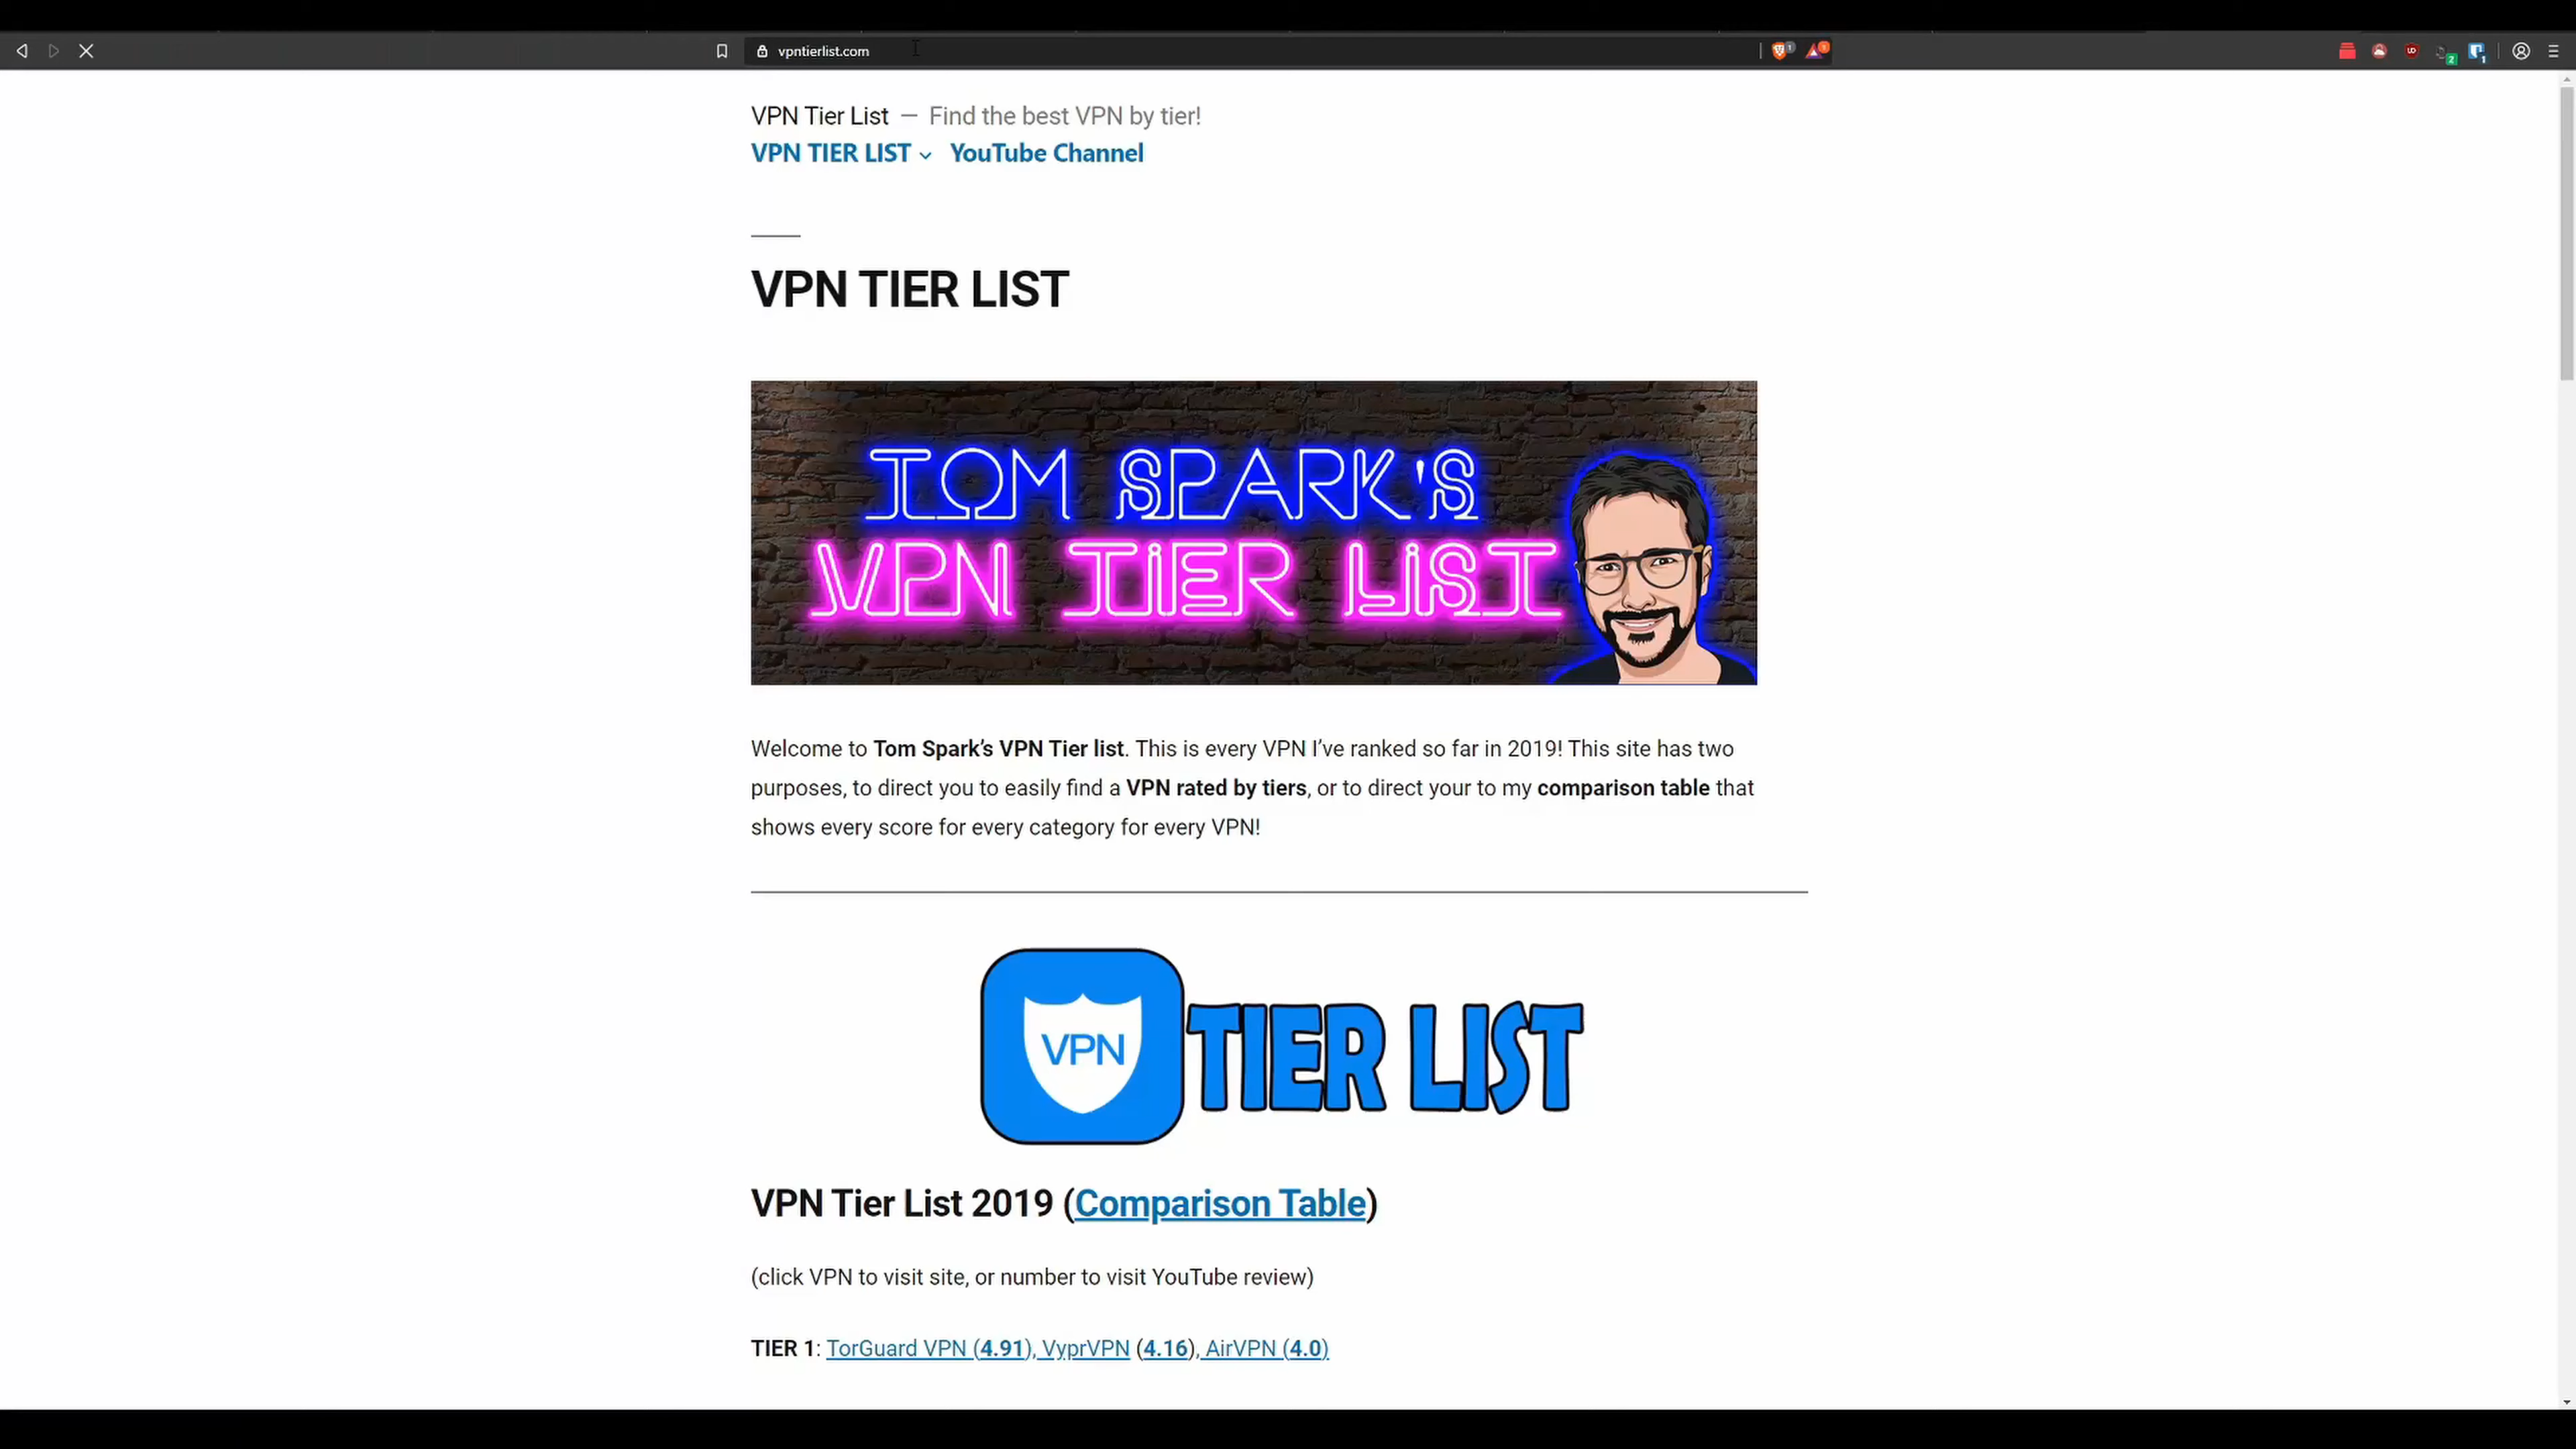 vpntierlist.com
VPN Tier List — Find the best VPN by tier!
VPN TIER LIST YouTube Channel
VPN TIER LIST
TOM SPARK'S
VPN TIER LIST
Welcome to Tom Spark’s VPN Tier list. This is every VPN I’ve ranked so far in 2019! This site has two
purposes, to direct you to easily find a VPN rated by tiers, or to direct your to my comparison table that
shows every score for every category for every VPN!
VPN TIER LIST
VPN Tier List 2019 (Comparison Table)
(click VPN to visit site, or number to visit YouTube review)
TIER 1: TorGuard VPN (4.91), VyprVPN (4.16), AirVPN (4.0)